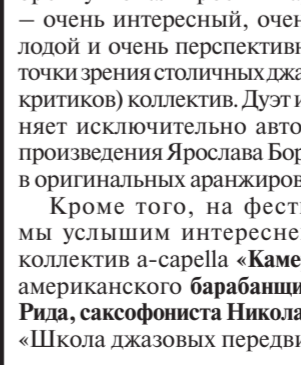 – очень интересный, очен
лодой и очень перспективн
точки зрения столичных джа
критиков) коллектив. Дуэт и
няет исключительно авто
произведения Ярослава Бор
в оригинальных аранжиров
Кроме того, на фести
мы услышим интересне
коллектив a-capella «Каме
американского барабанщи
Рида, саксофониста Никола
«Школа джазовых передви